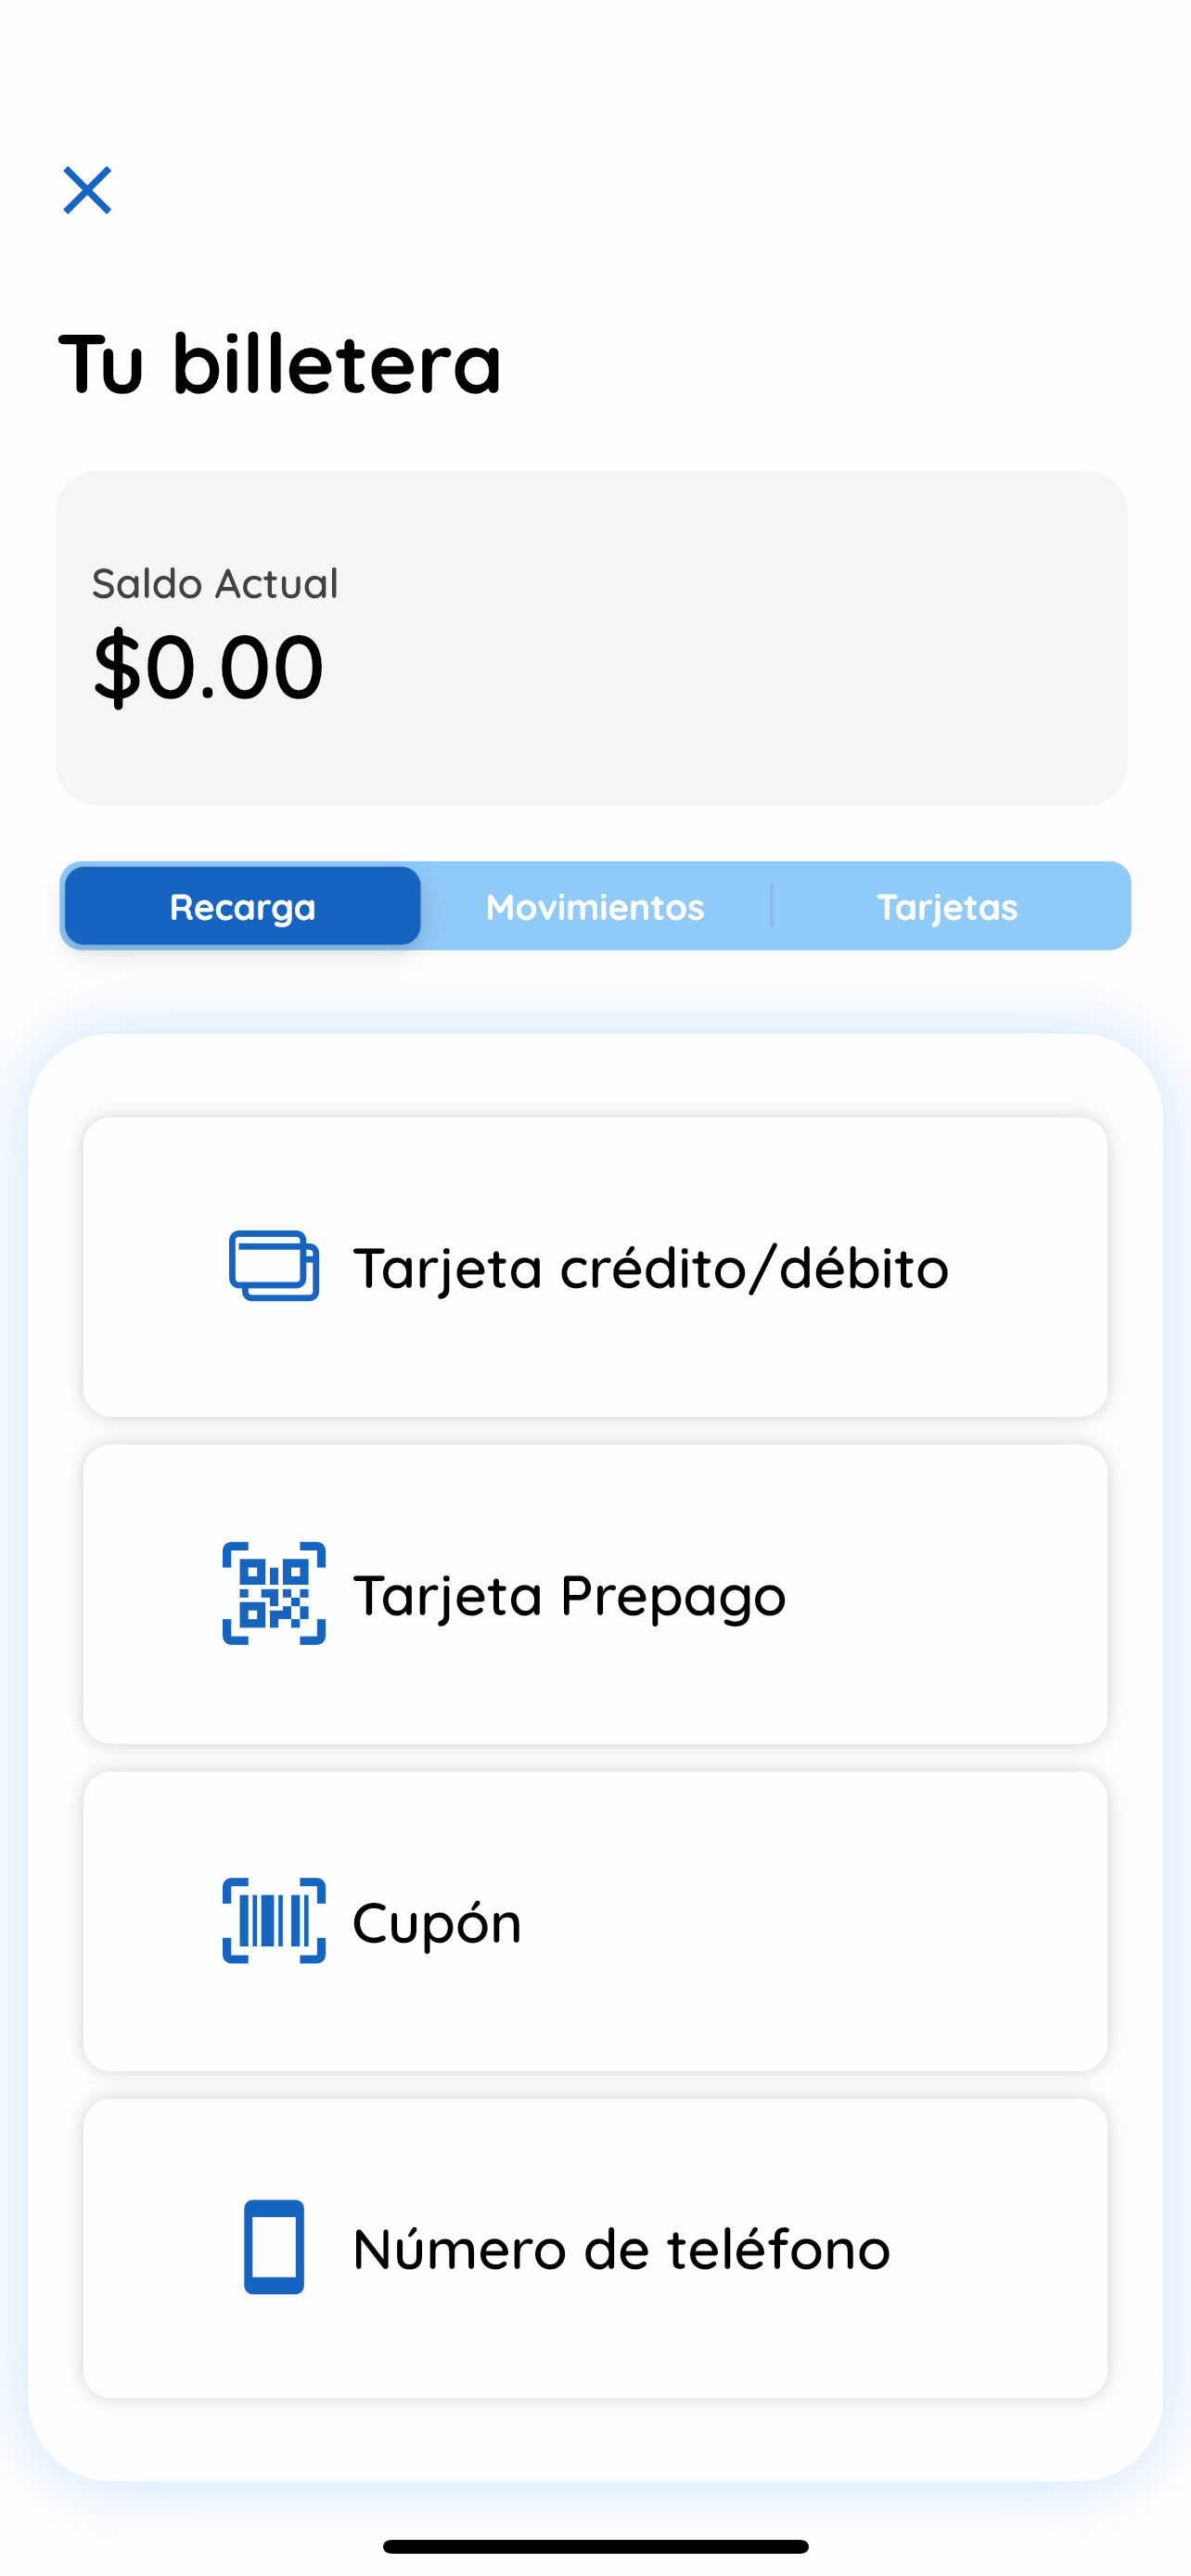 Tu billetera
Saldo Actual
$0.00
Recarga
Movimientos
Tarjetas
Tarjeta crédito/débito
Tarjeta Prepago
Cupón
Número de teléfono